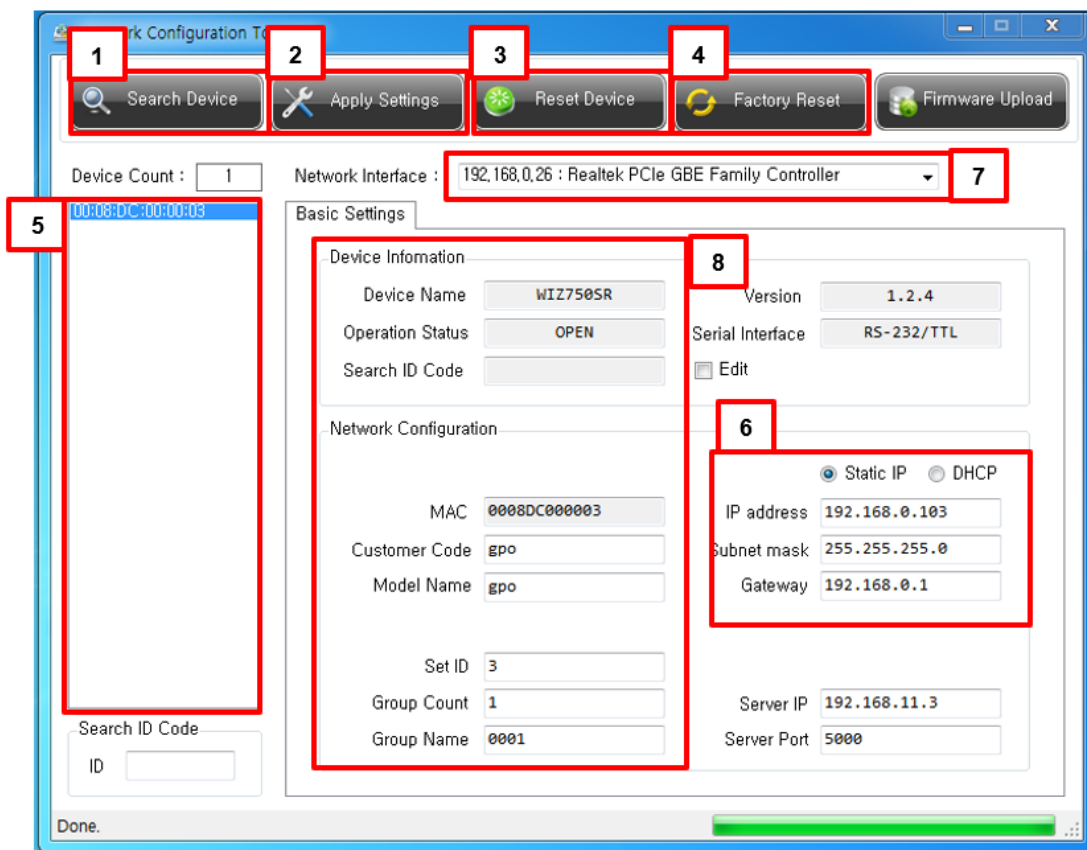 rk Configuration To
1
2
3
4
Search Device
Apply Settings
Reset Device
Factory Reset
Firmware Upload
Device Count : 1
Network Interface : 192,168,0,26 : Realtek PCIe GBE Family Controller
7
5
00:08:DC:00:00:03
Basic Settings
Device Infomation
8
Device Name WIZ750SR
Version 1.2.4
Operation Status OPEN
Serial Interface RS-232/TTL
Search ID Code
Edit
Network Configuration
6
Static IP DHCP
MAC 0008DC000003
IP address 192.168.0.103
Customer Code gpo
Subnet mask 255.255.255.0
Model Name gpo
Gateway 192.168.0.1
Set ID 3
Group Count 1
Server IP 192.168.11.3
Group Name 0001
Server Port 5000
Search ID Code
ID
Done.